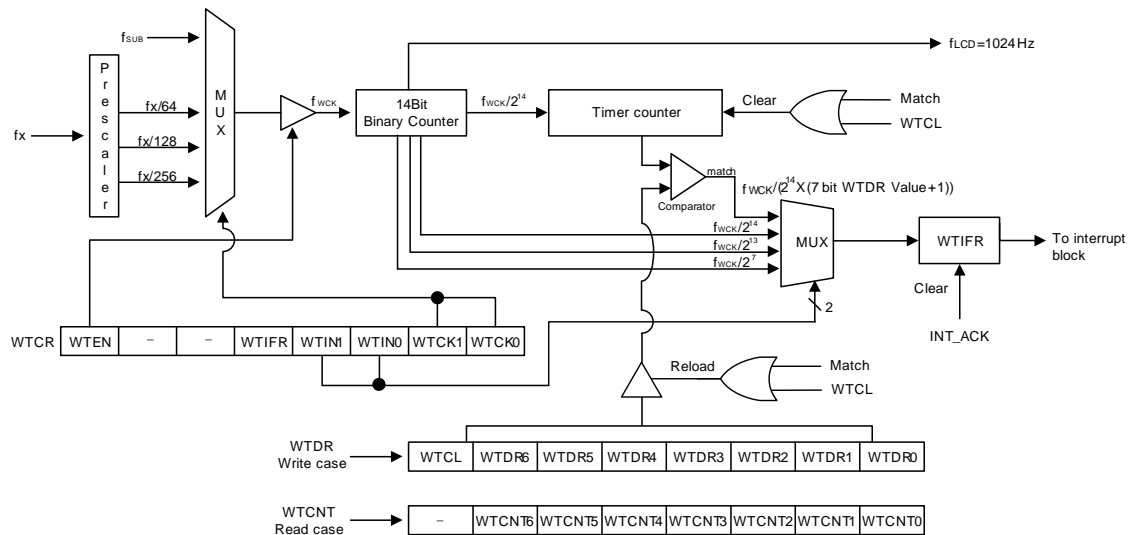 fSUB
fLCD=1024Hz
Prescaler
MUX
fx
fx/64
fx/128
fx/256
fWCK
14Bit
Binary Counter
fWCK/2^14
Timer counter
Clear
Match
WTCL
match
Comparator
fWCK/(2^14X(7 bit WTDR Value+1))
fWCK/2^14
fWCK/2^13
fWCK/2^7
MUX
2
WTIFR
To interrupt
block
Clear
INT_ACK
WTCR WTEN – – WTIFR WTIN1 WTIN0 WTCK1 WTCK0
Reload
Match
WTCL
WTDR
Write case
WTCL WTDR6 WTDR5 WTDR4 WTDR3 WTDR2 WTDR1 WTDR0
WTCNT
Read case
– WTCNT6 WTCNT5 WTCNT4 WTCNT3 WTCNT2 WTCNT1 WTCNT0